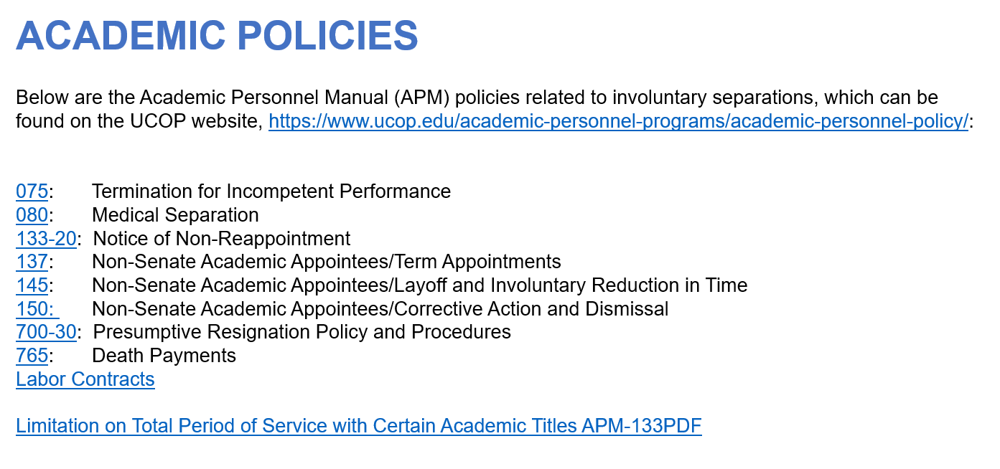 ACADEMIC POLICIES
Below are the Academic Personnel Manual (APM) policies related to involuntary separations, which can be
found on the UCOP website, https://www.ucop.edu/academic-personnel-programs/academic-personnel-policy/:
075: Termination for Incompetent Performance
080: Medical Separation
133-20: Notice of Non-Reappointment
137: Non-Senate Academic Appointees/Term Appointments
145: Non-Senate Academic Appointees/Layoff and Involuntary Reduction in Time
150: Non-Senate Academic Appointees/Corrective Action and Dismissal
700-30: Presumptive Resignation Policy and Procedures
765: Death Payments
Labor Contracts
Limitation on Total Period of Service with Certain Academic Titles APM-133PDF